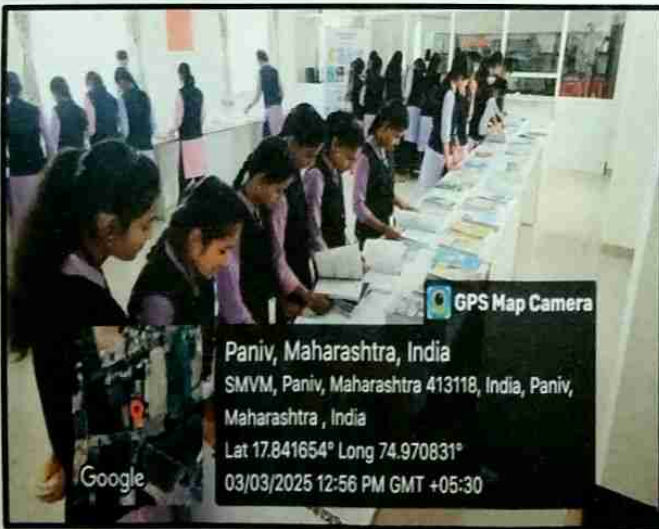 GPS Map Camera
Paniv, Maharashtra, India
SMVM, Paniv, Maharashtra 413118, India, Paniv,
Maharashtra , India
Lat 17.841654° Long 74.970831°
03/03/2025 12:56 PM GMT +05:30
Google